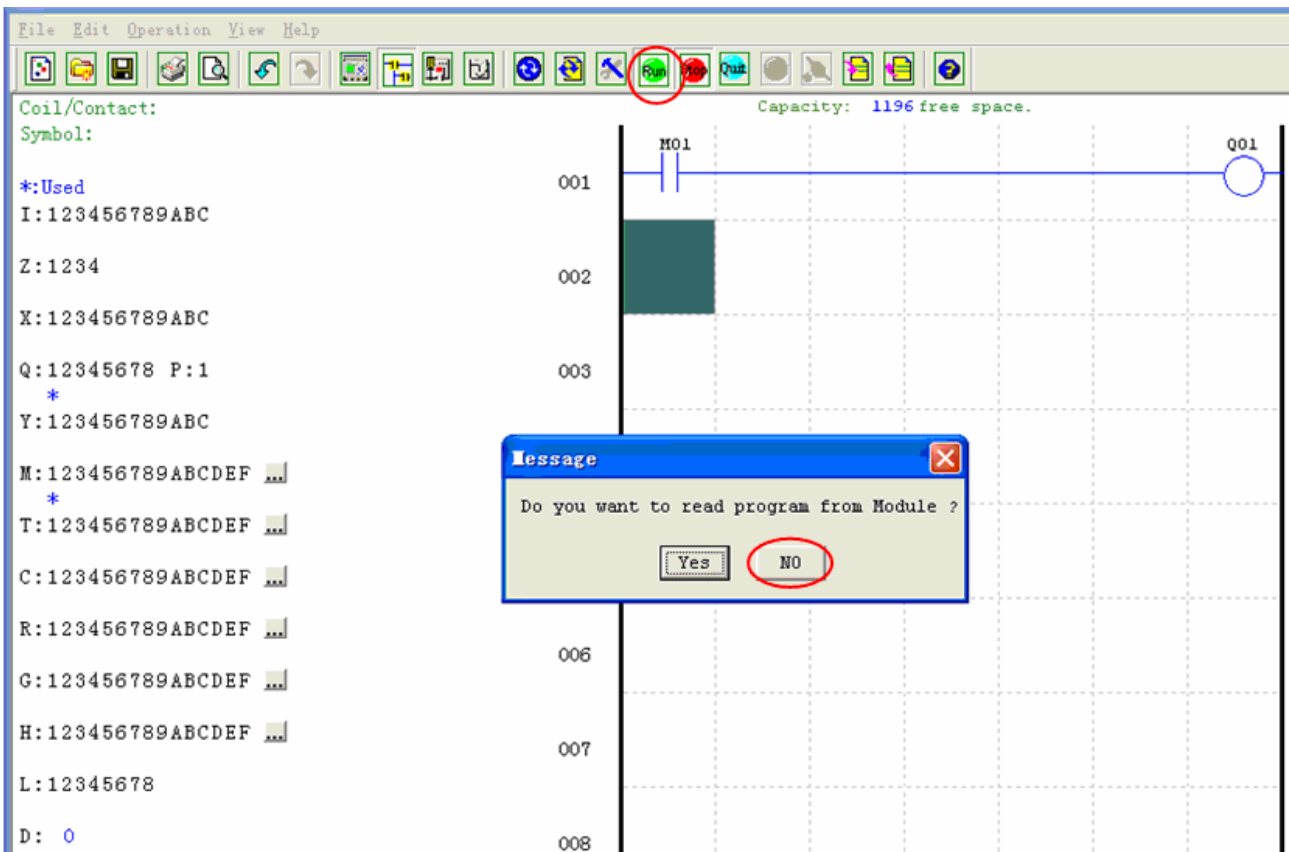 File Edit Operation View Help
Run Stop Quit
Coil/Contact:
Capacity: 1196 free space.
Symbol:
M01
Q01
*:Used
001
I:123456789ABC
Z:1234
002
X:123456789ABC
Q:12345678 P:1
003
*
Y:123456789ABC
Message
M:123456789ABCDEF ...
*
Do you want to read program from Module ?
T:123456789ABCDEF ...
Yes NO
C:123456789ABCDEF ...
R:123456789ABCDEF ...
006
G:123456789ABCDEF ...
H:123456789ABCDEF ...
007
L:12345678
D: 0
008